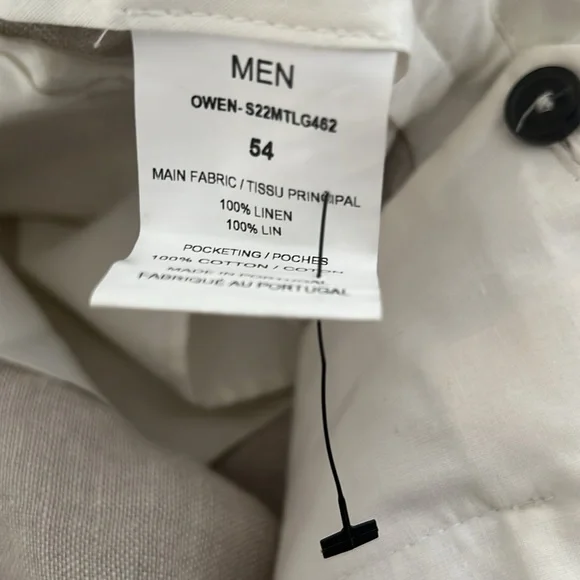 MEN
OWEN-S22MTLG462
54
MAIN FABRIC / TISSU PRINCIPAL
100% LINEN
100% LIN
POCKETING / POCHES
100% COTTON / COTON
MADE IN PORTUGAL
FABRIQUÉ AU PORTUGAL